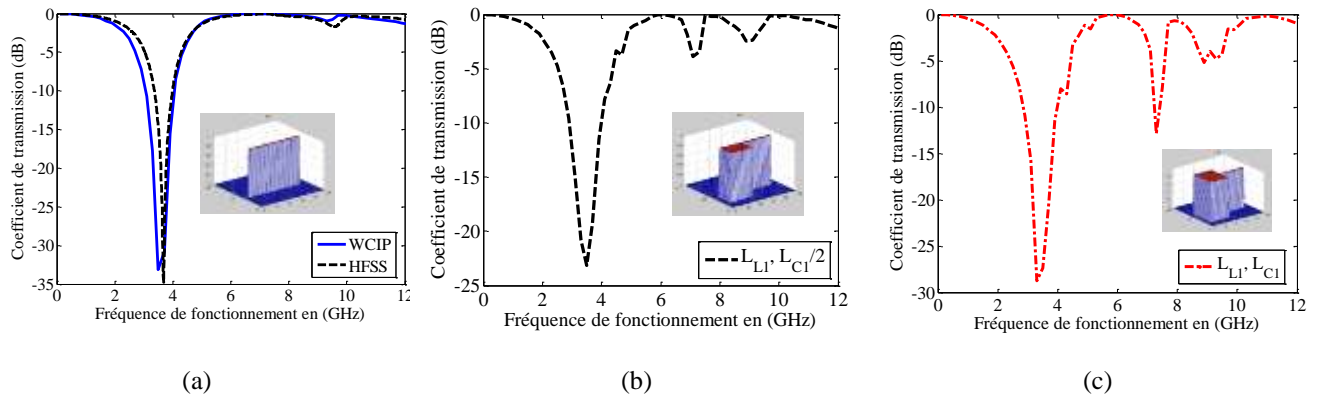 0
-5
-10
-15
-20
-25
-30
-35
0 2 4 6 8 10 12
Coefficient de transmission (dB)
Fréquence de fonctionnement en (GHz)
WCIP
HFSS
(a)
0
-5
-10
-15
-20
-25
0 2 4 6 8 10 12
Coefficient de transmission (dB)
Fréquence de fonctionnement en (GHz)
L_L1, L_C1/2
(b)
0
-5
-10
-15
-20
-25
-30
0 2 4 6 8 10 12
Coefficient de transmission (dB)
Fréquence de fonctionnement en (GHz)
L_L1, L_C1
(c)